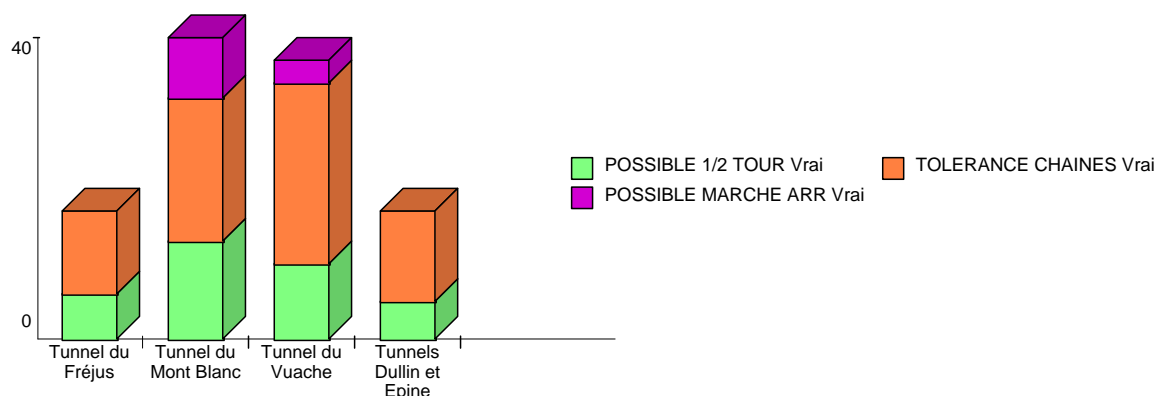 40
0
Tunnel du
Fréjus
Tunnel du
Mont Blanc
Tunnel du
Vuache
Tunnels
Dullin et
Epine
POSSIBLE 1/2 TOUR Vrai
TOLERANCE CHAINES Vrai
POSSIBLE MARCHE ARR Vrai